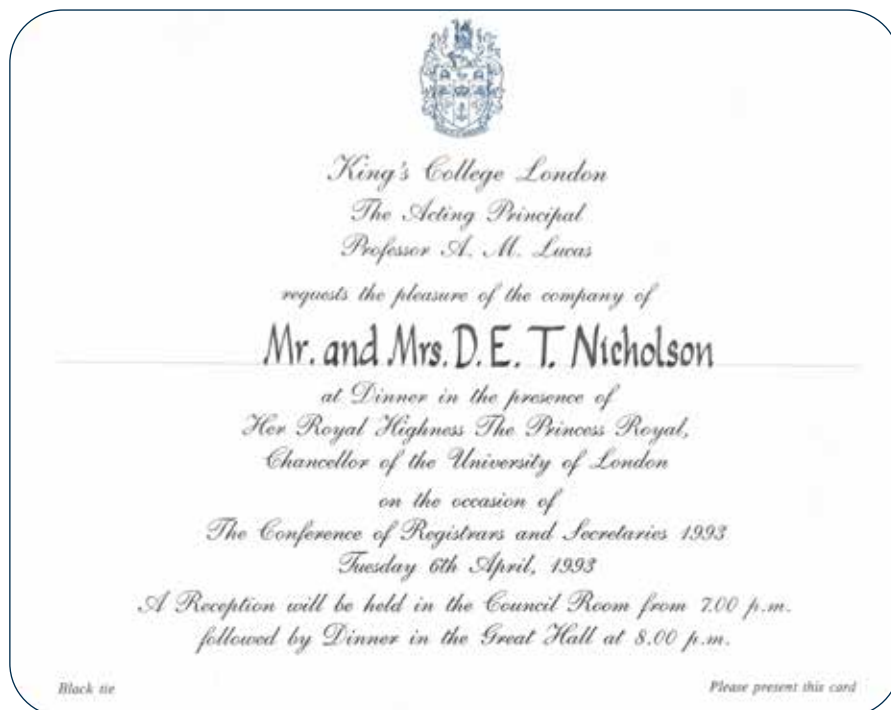 King's College London
The Acting Principal
Professor A. M. Lucas
requests the pleasure of the company of
Mr. and Mrs. D. E. T. Nicholson
at Dinner in the presence of
Her Royal Highness The Princess Royal,
Chancellor of the University of London
on the occasion of
The Conference of Registrars and Secretaries 1993
Tuesday 6th April, 1993
A Reception will be held in the Council Room from 7.00 p.m.
followed by Dinner in the Great Hall at 8.00 p.m.
Black tie
Please present this card